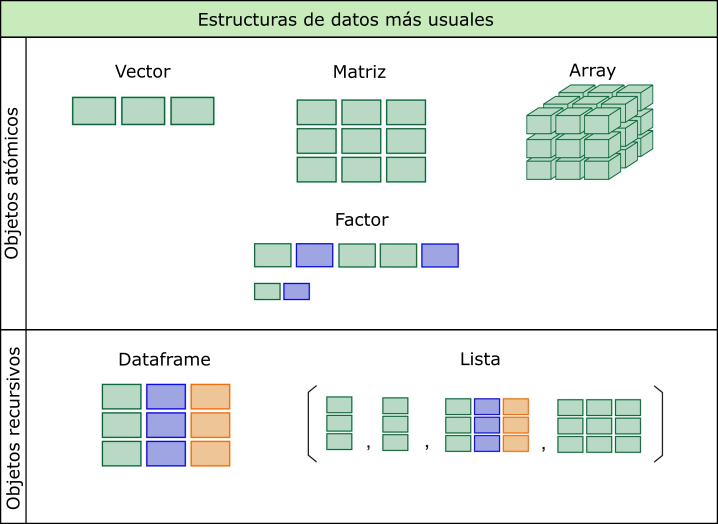 Estructuras de datos más usuales
Objetos atómicos
Vector
Matriz
Array
Factor
Objetos recursivos
Dataframe
Lista
( , , , )